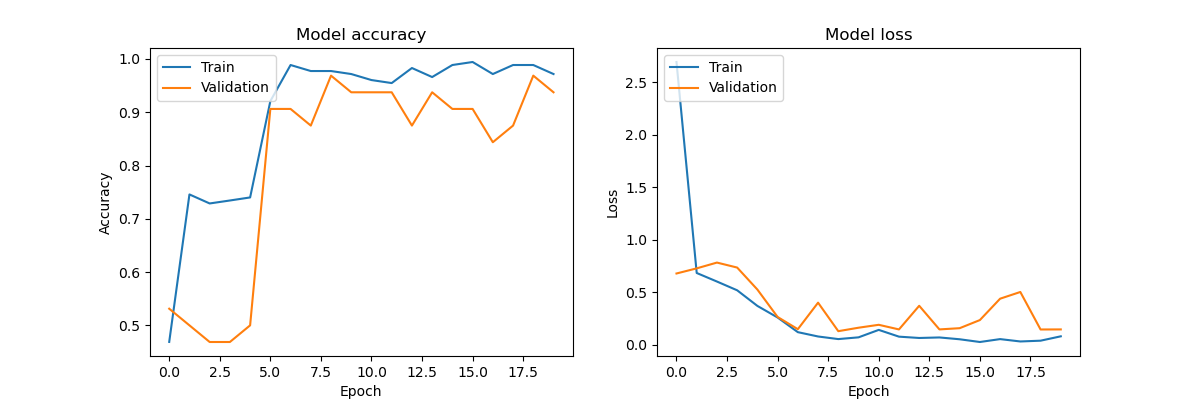 Model accuracy
Train
Validation
1.0
0.9
0.8
0.7
0.6
0.5
Accuracy
0.0 2.5 5.0 7.5 10.0 12.5 15.0 17.5
Epoch
Model loss
Train
Validation
2.5
2.0
1.5
1.0
0.5
0.0
Loss
0.0 2.5 5.0 7.5 10.0 12.5 15.0 17.5
Epoch